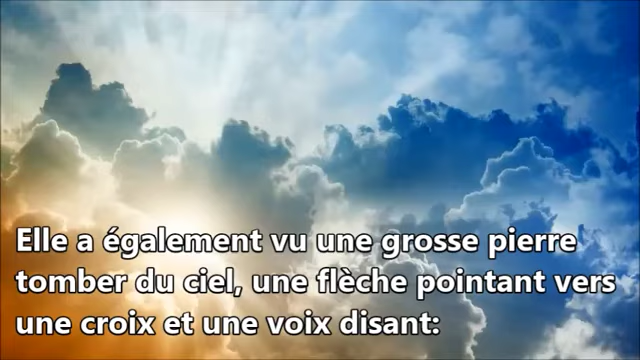 Elle a également vu une grosse pierre
tomber du ciel, une flèche pointant vers
une croix et une voix disant: